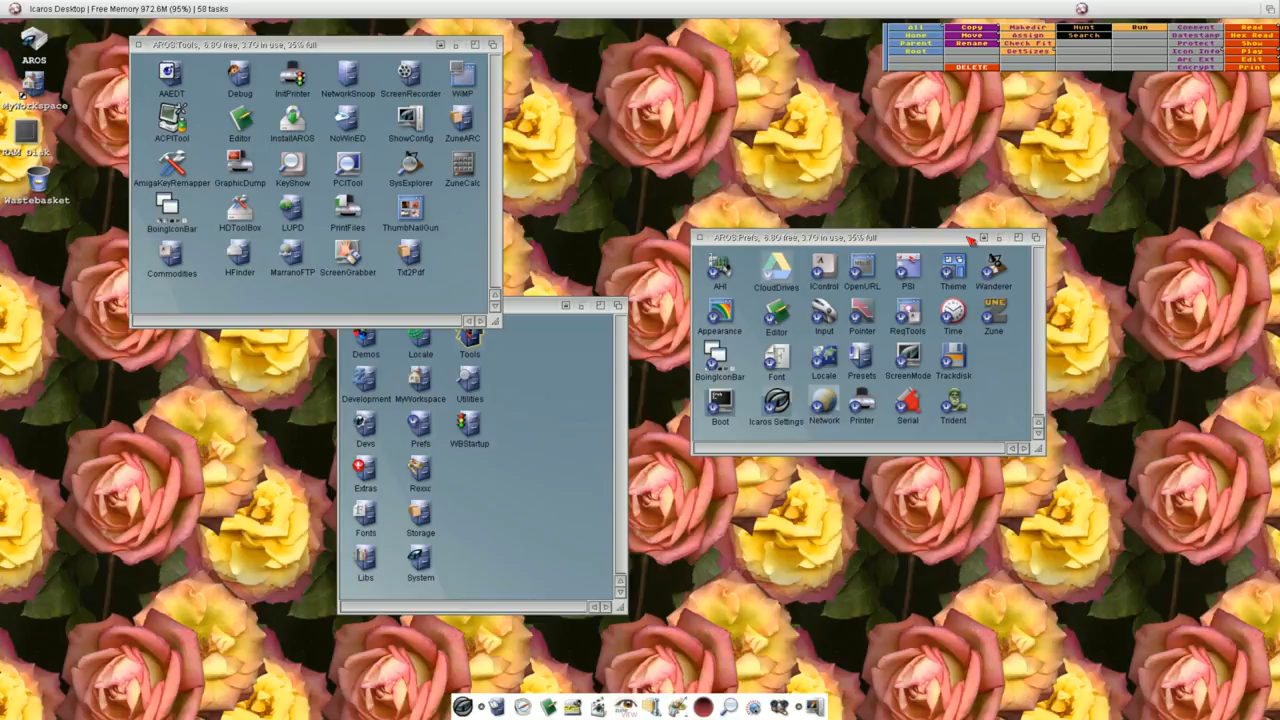 Icaros Desktop | Free Memory 972.6M (95%) | 58 tasks
AROS
MyWorkspace
RAM Disk
Wastebasket
AROS:Tools, 6.8G free, 3.7G in use, 35% full
AAEDT Debug InitPrinter NetworkSnoop ScreenRecorder WiMP
ACPITool Editor InstallAROS NoWinED ShowConfig ZuneARC
AmigaKeyRemapper GraphicDump KeyShow PCITool SysExplorer ZuneCalc
BoingIconBar HDToolBox LUPD PrintFiles ThumbNailGun
Commodities HFinder MarranoFTP ScreenGrabber Txt2Pdf
All Copy Makedir Hunt Run Comment Read
None Move Assign Search Datestamp Hex Read
Parent Rename Check Fit Protect Show
Root GetSizes Icon Info Play
Arc Ext Edit
DELETE Encrypt Print
AROS:Prefs, 6.8G free, 3.7G in use, 35% full
AHI CloudDrives IControl OpenURL PSI Theme Wanderer
Appearance Editor Input Pointer ReqTools Time Zune
BoingIconBar Font Locale Presets ScreenMode Trackdisk
Boot Icaros Settings Network Printer Serial Trident
Demos Locale Tools
Development MyWorkspace Utilities
Devs Prefs WBStartup
Extras Rexxc
Fonts Storage
Libs System